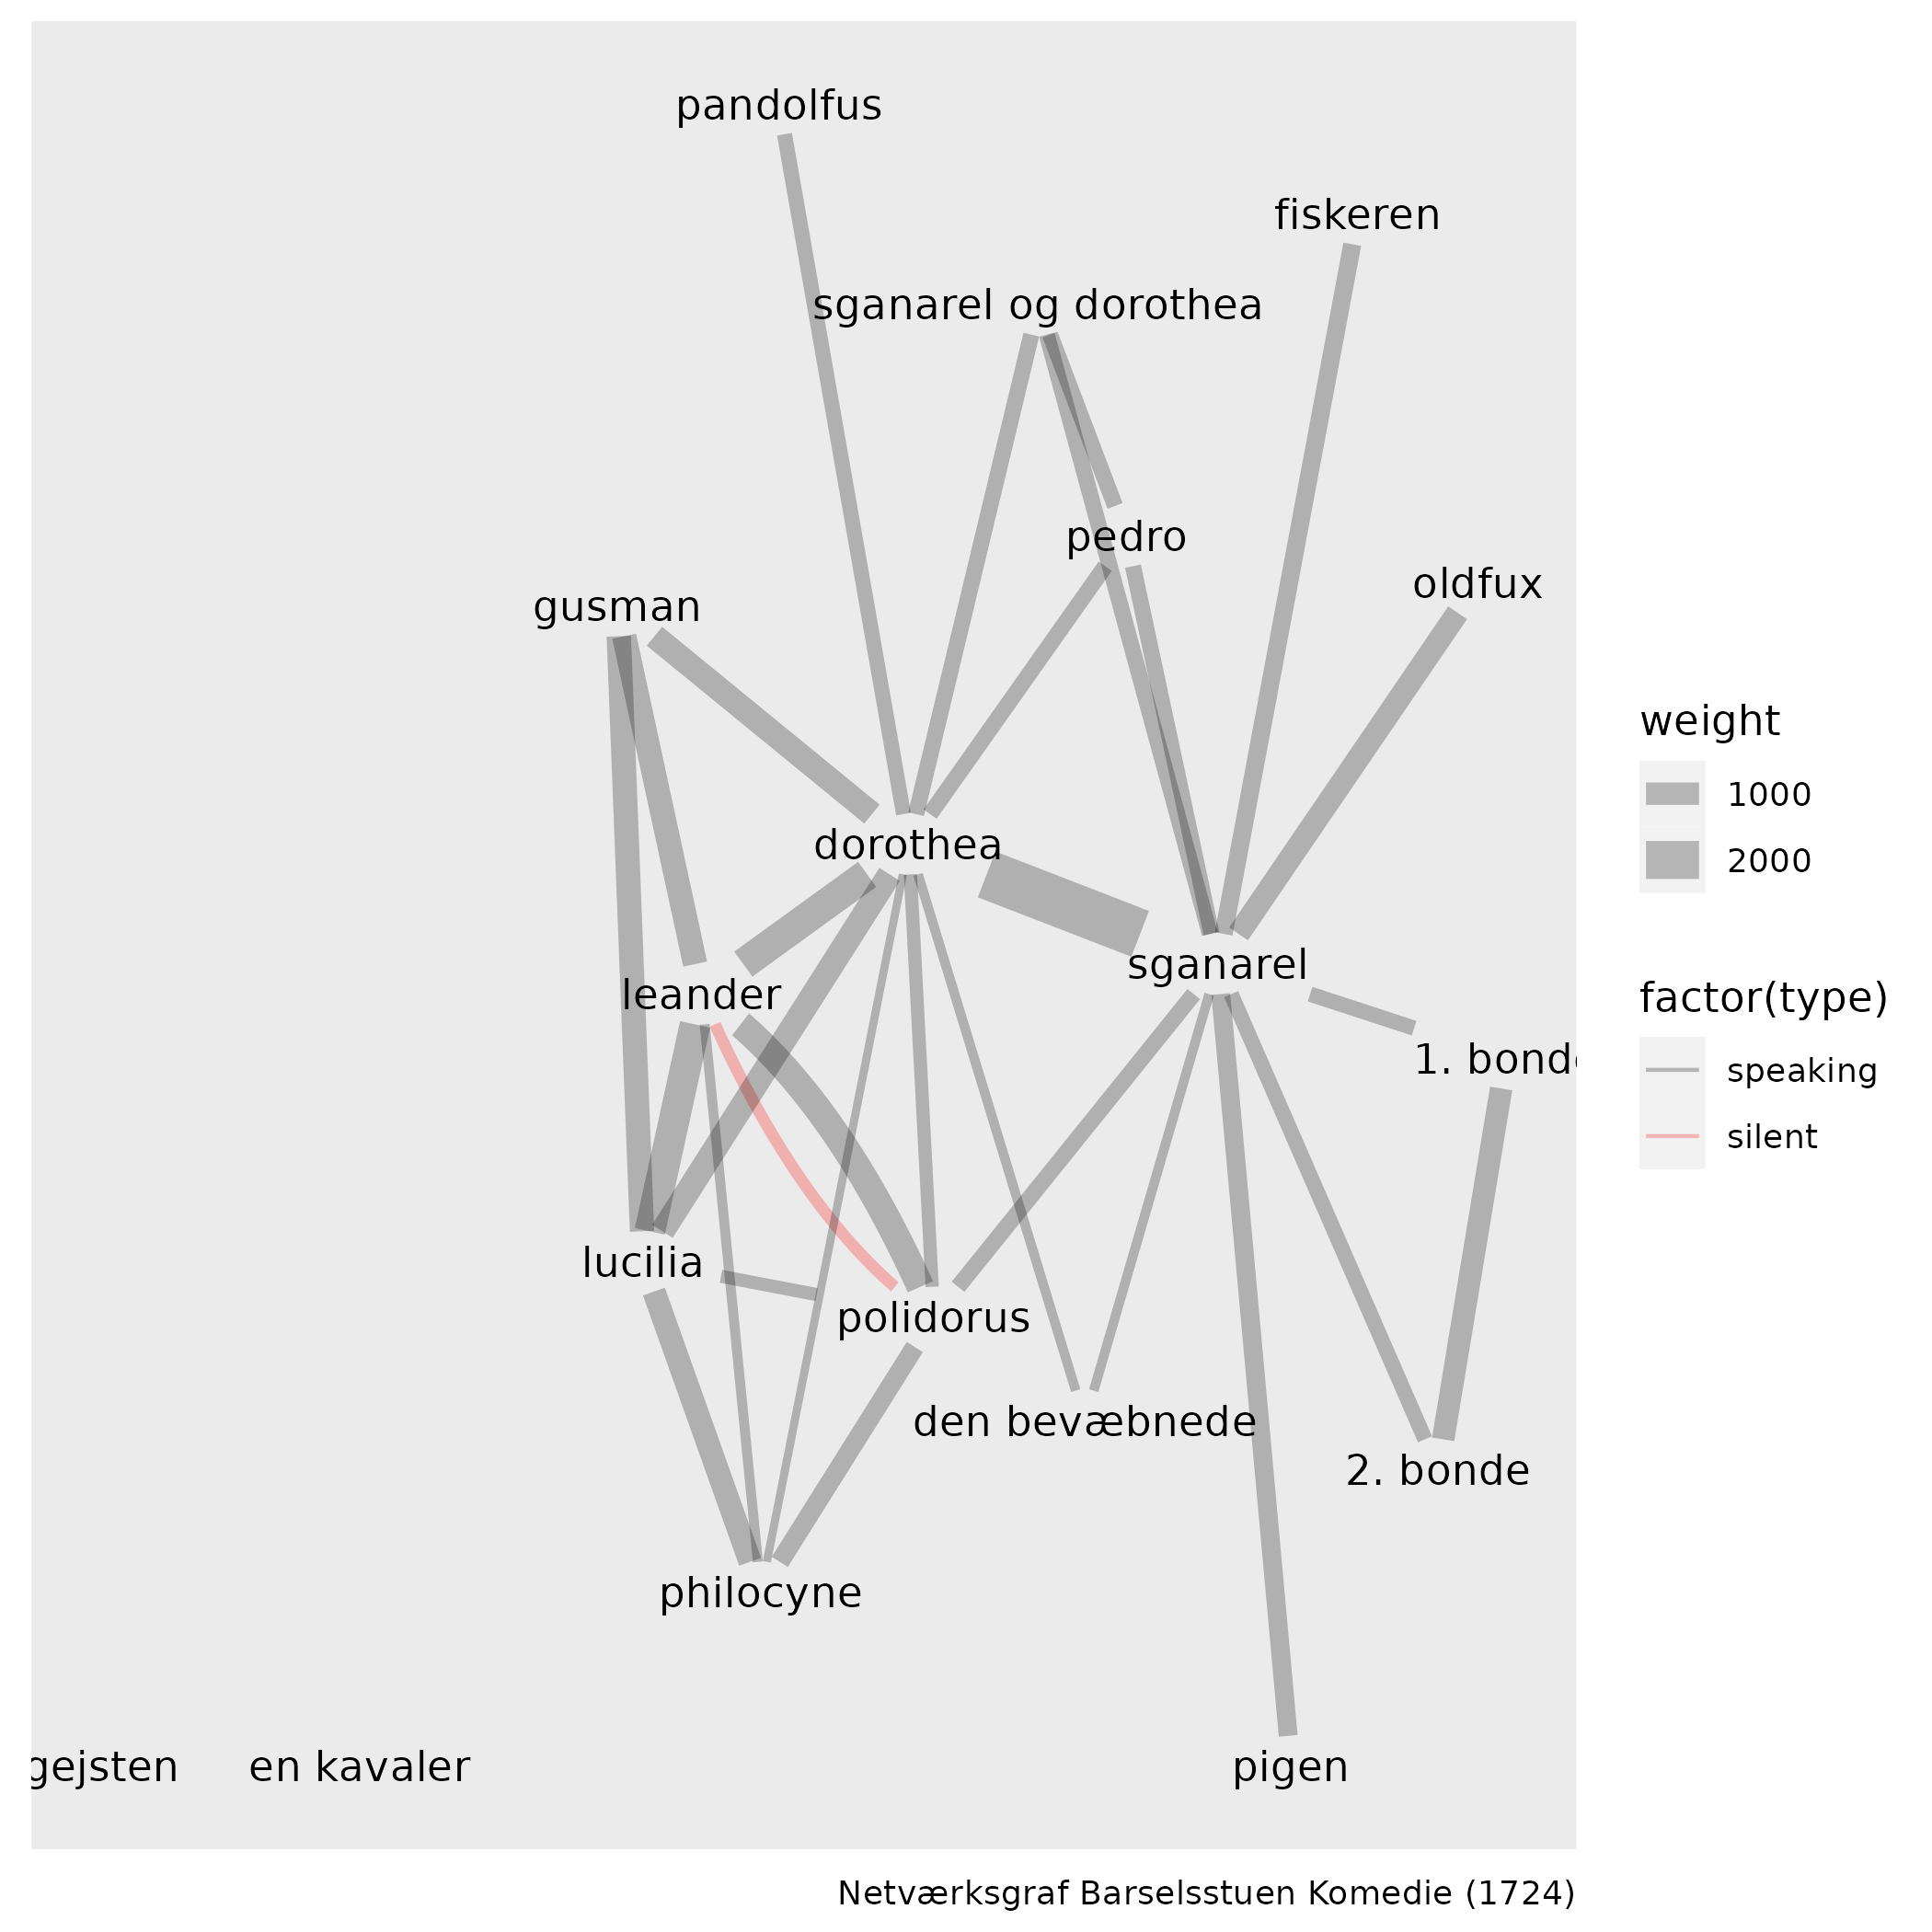 pandolfus
fiskeren
sganarel og dorothea
pedro
oldfux
gusman
dorothea
sganarel
leander
1. bond
lucilia
polidorus
den bevæbnede
2. bonde
philocyne
gejsten
en kavaler
pigen
weight
1000
2000
factor(type)
speaking
silent
Netværksgraf Barselsstuen Komedie (1724)